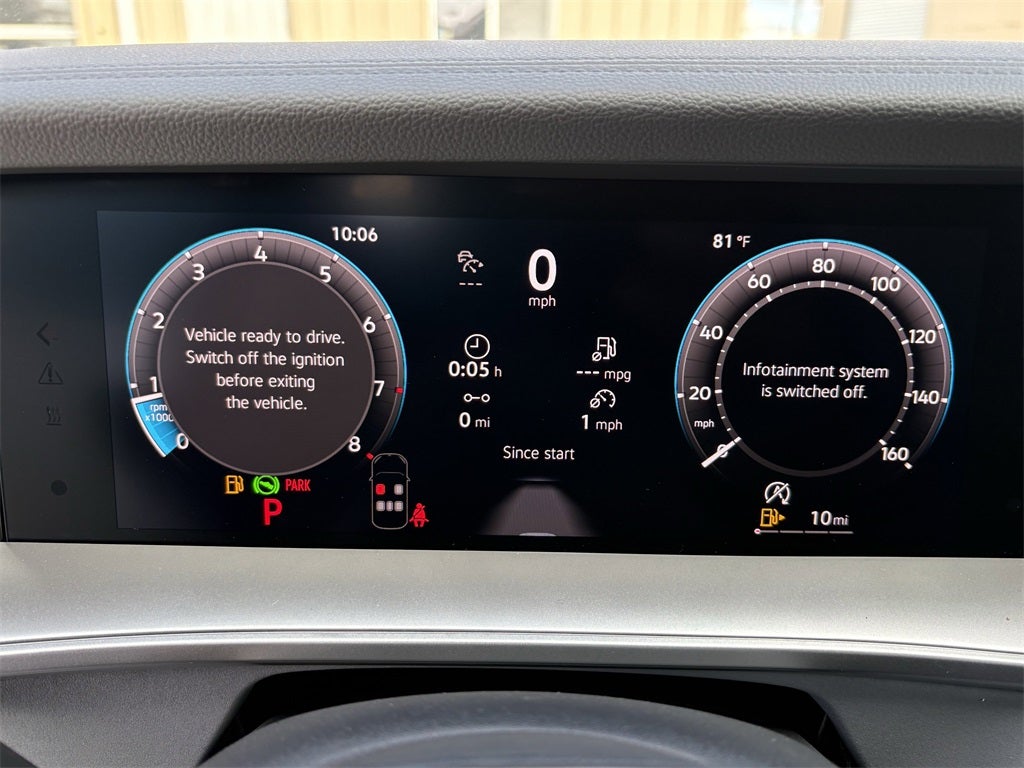 10:06
81 °F
0
mph
Vehicle ready to drive.
Switch off the ignition
before exiting
the vehicle.
rpm
x1000
0
1
2
3
4
5
6
7
8
---
0:05 h
--- mpg
0 mi
1 mph
Since start
Infotainment system
is switched off.
mph
0
20
40
60
80
100
120
140
160
PARK
P
10 mi